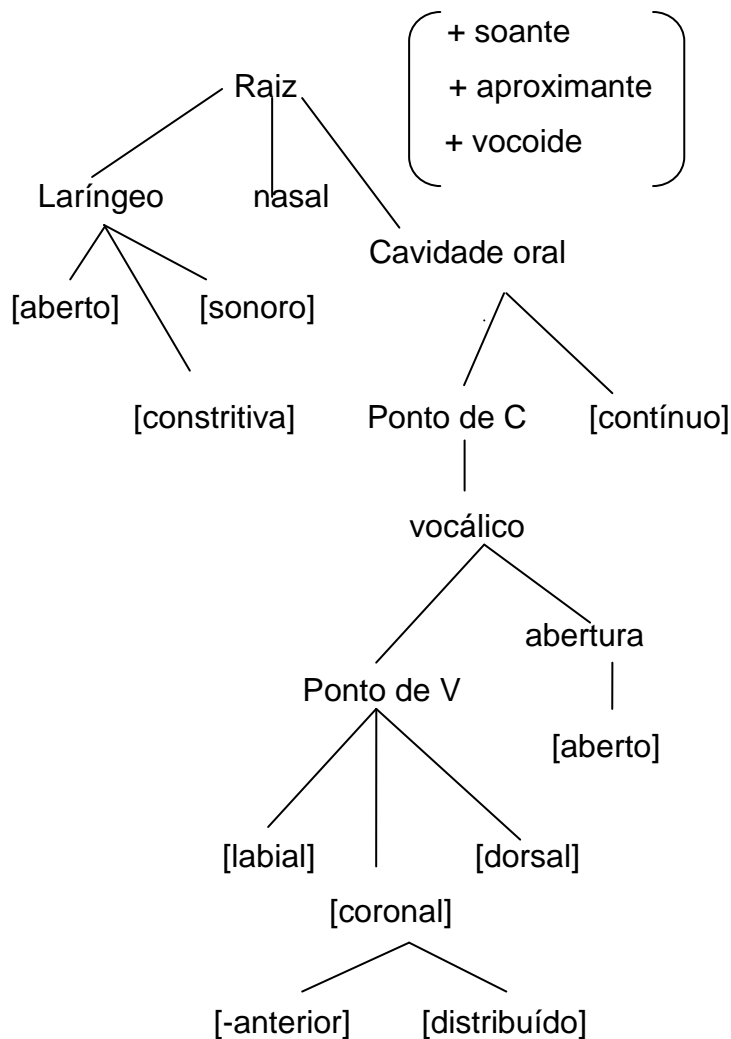 + soante
Raiz
+ aproximante
+ vocoide
Laríngeo nasal
Cavidade oral
[aberto] [sonoro]
[constritiva] Ponto de C [contínuo]
vocálico
abertura
Ponto de V
[aberto]
[labial] [dorsal]
[coronal]
[-anterior] [distribuído]